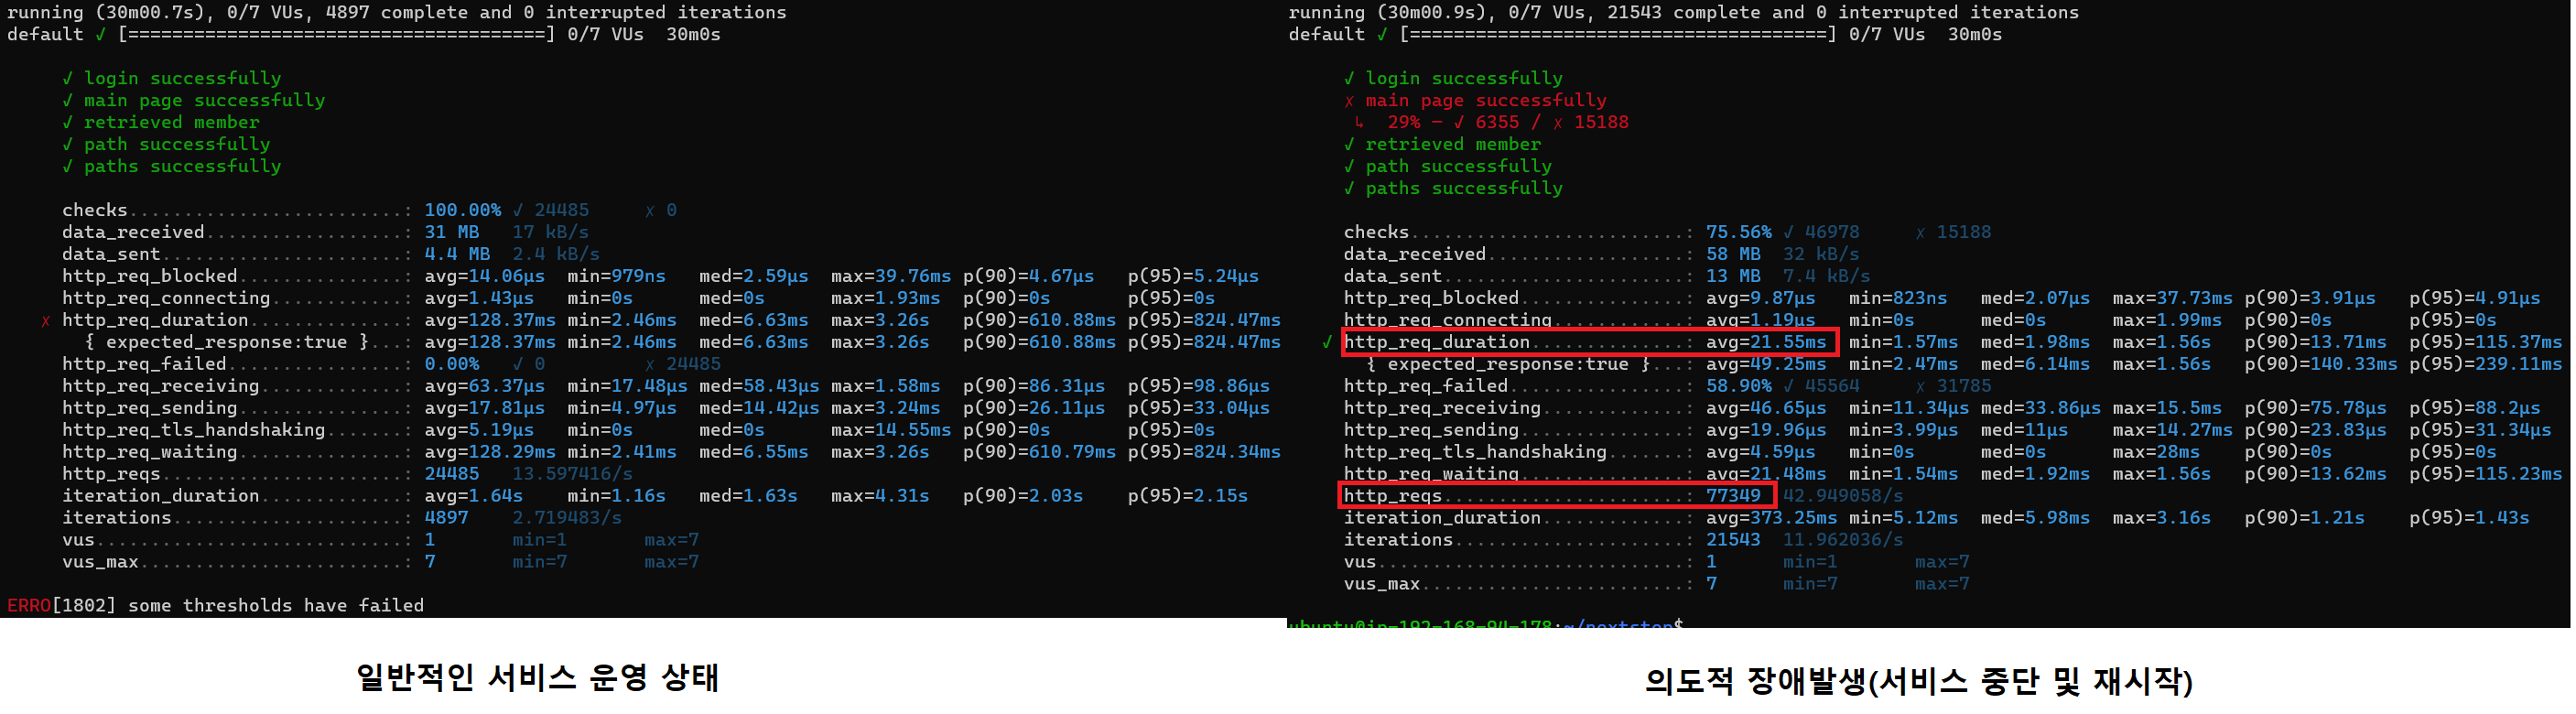 running (30m00.7s), 0/7 VUs, 4897 complete and 0 interrupted iterations
default ✓ [======================================] 0/7 VUs  30m0s
✓ login successfully
✓ main page successfully
✓ retrieved member
✓ path successfully
✓ paths successfully
checks.........................: 100.00% ✓ 24485     ✗ 0
data_received..................: 31 MB   17 kB/s
data_sent......................: 4.4 MB  2.4 kB/s
http_req_blocked...............: avg=14.06µs  min=979ns   med=2.59µs  max=39.76ms p(90)=4.67µs   p(95)=5.24µs
http_req_connecting............: avg=1.43µs   min=0s      med=0s      max=1.93ms  p(90)=0s       p(95)=0s
✗ http_req_duration..............: avg=128.37ms min=2.46ms  med=6.63ms  max=3.26s   p(90)=610.88ms p(95)=824.47ms
{ expected_response:true }...: avg=128.37ms min=2.46ms  med=6.63ms  max=3.26s   p(90)=610.88ms p(95)=824.47ms
http_req_failed................: 0.00%   ✓ 0         ✗ 24485
http_req_receiving.............: avg=63.37µs  min=17.48µs med=58.43µs max=1.58ms  p(90)=86.31µs  p(95)=98.86µs
http_req_sending...............: avg=17.81µs  min=4.97µs  med=14.42µs max=3.24ms  p(90)=26.11µs  p(95)=33.04µs
http_req_tls_handshaking.......: avg=5.19µs   min=0s      med=0s      max=14.55ms p(90)=0s       p(95)=0s
http_req_waiting...............: avg=128.29ms min=2.41ms  med=6.55ms  max=3.26s   p(90)=610.79ms p(95)=824.34ms
http_reqs......................: 24485   13.597416/s
iteration_duration.............: avg=1.64s    min=1.16s   med=1.63s   max=4.31s   p(90)=2.03s    p(95)=2.15s
iterations.....................: 4897    2.719483/s
vus............................: 1       min=1       max=7
vus_max........................: 7       min=7       max=7
ERRO[1802] some thresholds have failed
일반적인 서비스 운영 상태
running (30m00.9s), 0/7 VUs, 21543 complete and 0 interrupted iterations
default ✓ [======================================] 0/7 VUs  30m0s
✓ login successfully
✗ main page successfully
↳  29% — ✓ 6355 / ✗ 15188
✓ retrieved member
✓ path successfully
✓ paths successfully
checks.........................: 75.56% ✓ 46978     ✗ 15188
data_received..................: 58 MB  32 kB/s
data_sent......................: 13 MB  7.4 kB/s
http_req_blocked...............: avg=9.87µs   min=823ns   med=2.07µs  max=37.73ms p(90)=3.91µs   p(95)=4.91µs
http_req_connecting............: avg=1.19µs   min=0s      med=0s      max=1.99ms  p(90)=0s       p(95)=0s
✓ http_req_duration..............: avg=21.55ms  min=1.57ms  med=1.98ms  max=1.56s   p(90)=13.71ms  p(95)=115.37ms
{ expected_response:true }...: avg=49.25ms  min=2.47ms  med=6.14ms  max=1.56s   p(90)=140.33ms p(95)=239.11ms
http_req_failed................: 58.90% ✓ 45564     ✗ 31785
http_req_receiving.............: avg=46.65µs  min=11.34µs med=33.86µs max=15.5ms  p(90)=75.78µs  p(95)=88.2µs
http_req_sending...............: avg=19.96µs  min=3.99µs  med=11µs    max=14.27ms p(90)=23.83µs  p(95)=31.34µs
http_req_tls_handshaking.......: avg=4.59µs   min=0s      med=0s      max=28ms    p(90)=0s       p(95)=0s
http_req_waiting...............: avg=21.48ms  min=1.54ms  med=1.92ms  max=1.56s   p(90)=13.62ms  p(95)=115.23ms
http_reqs......................: 77349  42.949058/s
iteration_duration.............: avg=373.25ms min=5.12ms  med=5.98ms  max=3.16s   p(90)=1.21s    p(95)=1.43s
iterations.....................: 21543  11.962036/s
vus............................: 1      min=1       max=7
vus_max........................: 7      min=7       max=7
ubuntu@ip-192-168-94-178:~/nextstep$
의도적 장애발생(서비스 중단 및 재시작)